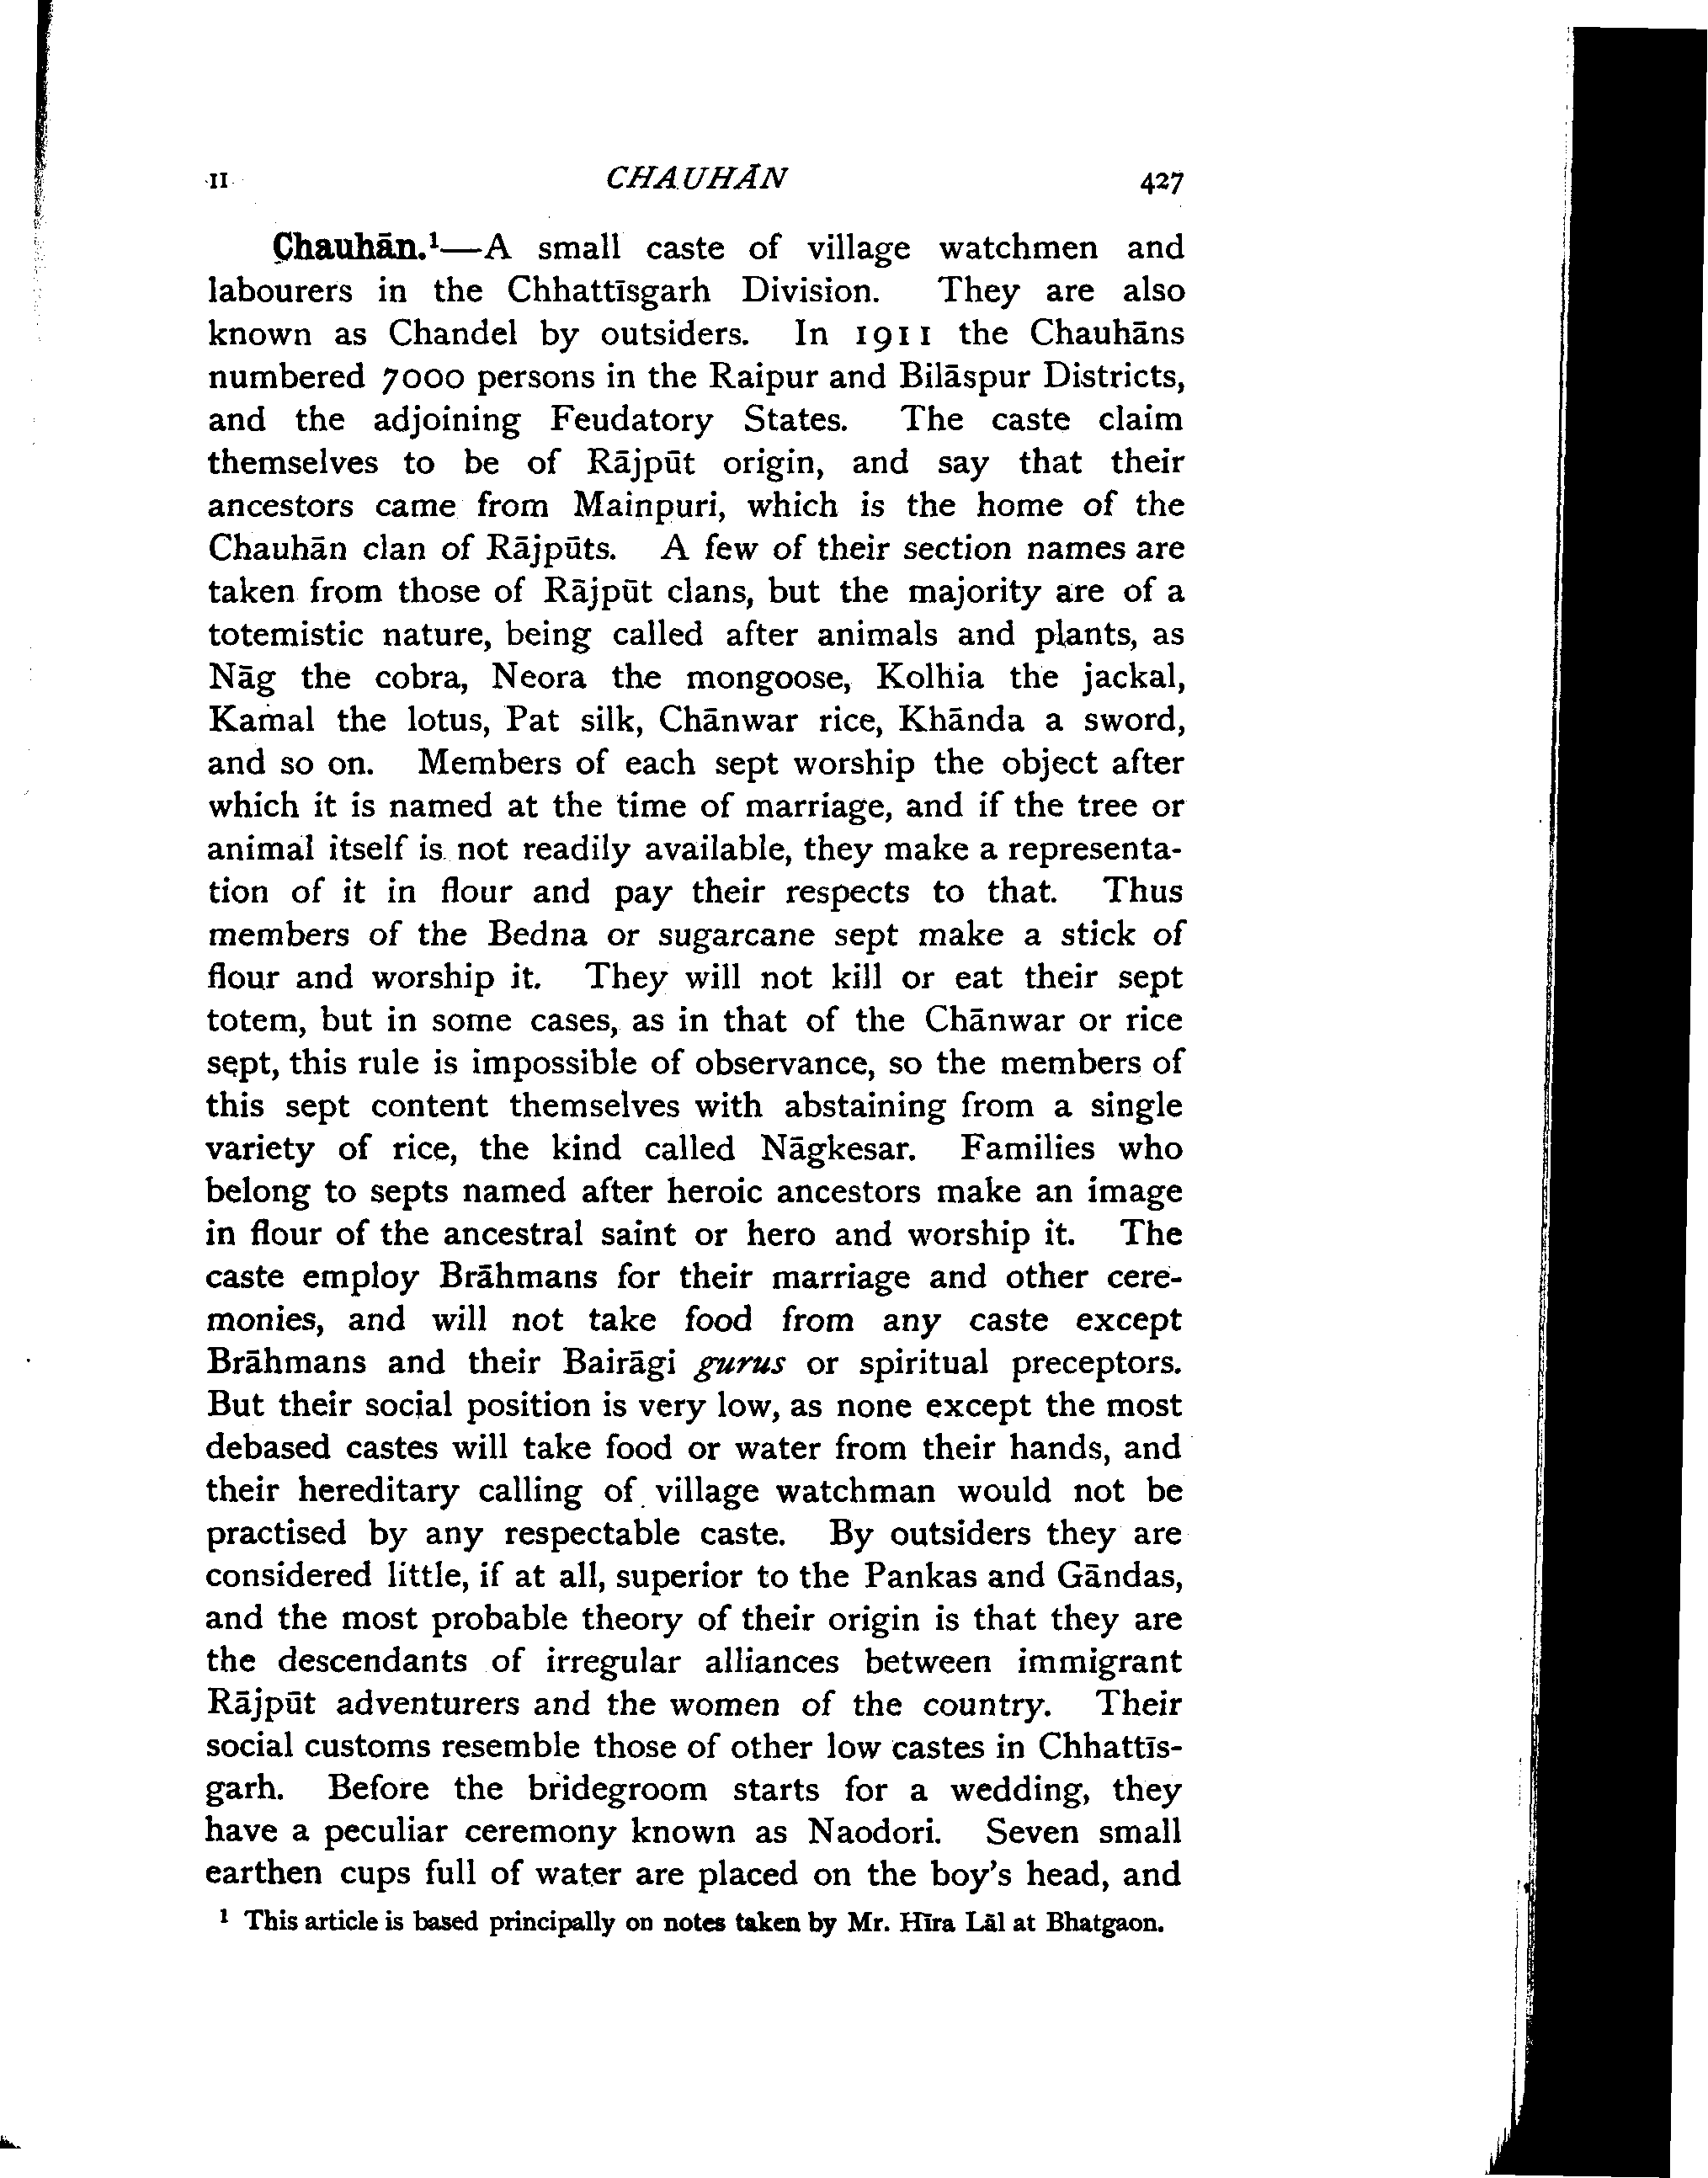 II CHAUHĀN 427
Chauhān.¹—A small caste of village watchmen and
labourers in the Chhattīsgarh Division. They are also
known as Chandel by outsiders. In 1911 the Chauhāns
numbered 7000 persons in the Raipur and Bilāspur Districts,
and the adjoining Feudatory States. The caste claim
themselves to be of Rājpūt origin, and say that their
ancestors came from Mainpuri, which is the home of the
Chauhān clan of Rājpūts. A few of their section names are
taken from those of Rājpūt clans, but the majority are of a
totemistic nature, being called after animals and plants, as
Nāg the cobra, Neora the mongoose, Kolhia the jackal,
Kamal the lotus, Pat silk, Chānwar rice, Khānda a sword,
and so on. Members of each sept worship the object after
which it is named at the time of marriage, and if the tree or
animal itself is not readily available, they make a representa-
tion of it in flour and pay their respects to that. Thus
members of the Bedna or sugarcane sept make a stick of
flour and worship it. They will not kill or eat their sept
totem, but in some cases, as in that of the Chānwar or rice
sept, this rule is impossible of observance, so the members of
this sept content themselves with abstaining from a single
variety of rice, the kind called Nāgkesar. Families who
belong to septs named after heroic ancestors make an image
in flour of the ancestral saint or hero and worship it. The
caste employ Brāhmans for their marriage and other cere-
monies, and will not take food from any caste except
Brāhmans and their Bairāgi gurus or spiritual preceptors.
But their social position is very low, as none except the most
debased castes will take food or water from their hands, and
their hereditary calling of village watchman would not be
practised by any respectable caste. By outsiders they are
considered little, if at all, superior to the Pankas and Gāndas,
and the most probable theory of their origin is that they are
the descendants of irregular alliances between immigrant
Rājpūt adventurers and the women of the country. Their
social customs resemble those of other low castes in Chhattīs-
garh. Before the bridegroom starts for a wedding, they
have a peculiar ceremony known as Naodori. Seven small
earthen cups full of water are placed on the boy's head, and
¹ This article is based principally on notes taken by Mr. Hīra Lāl at Bhatgaon.